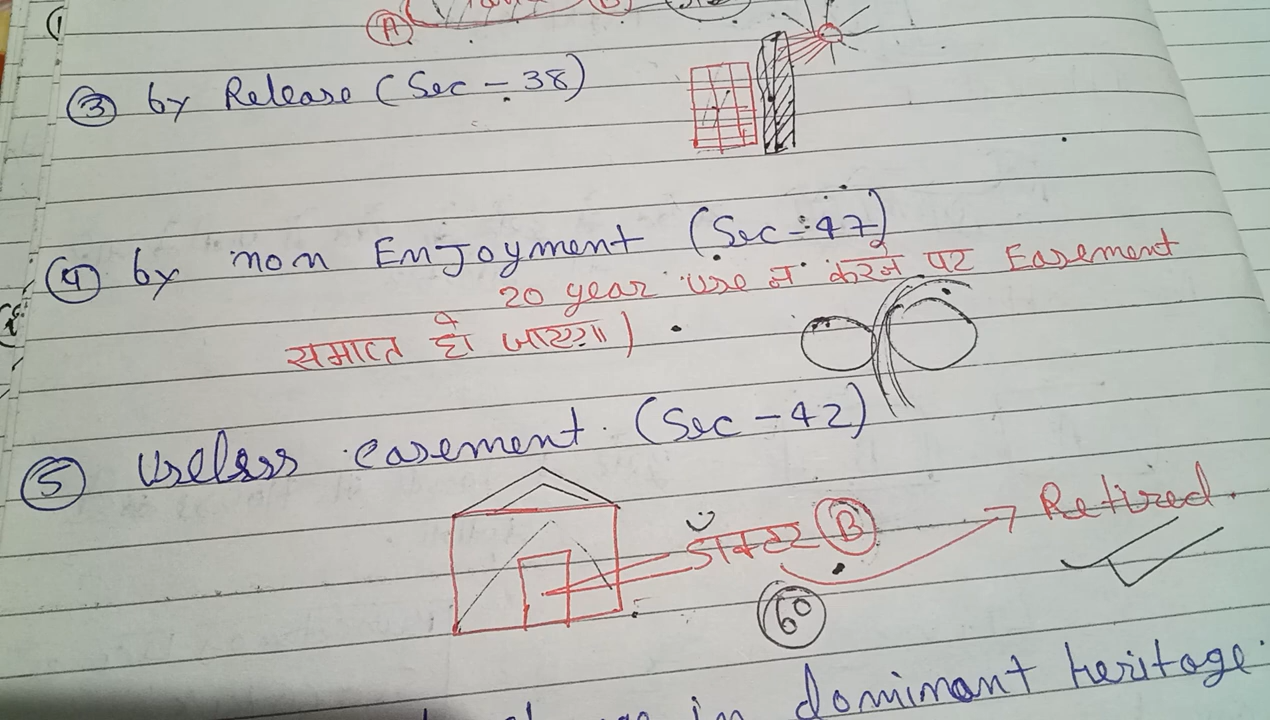 A
③ by Release (Sec - 38)
④ by non Enjoyment (Sec - 47)
20 year use न करने पर Easement
समाप्त हो जाएगा)
⑤ Useless easement. (Sec - 42)
डॉक्टर B → Retired.
60
in dominant heritage.